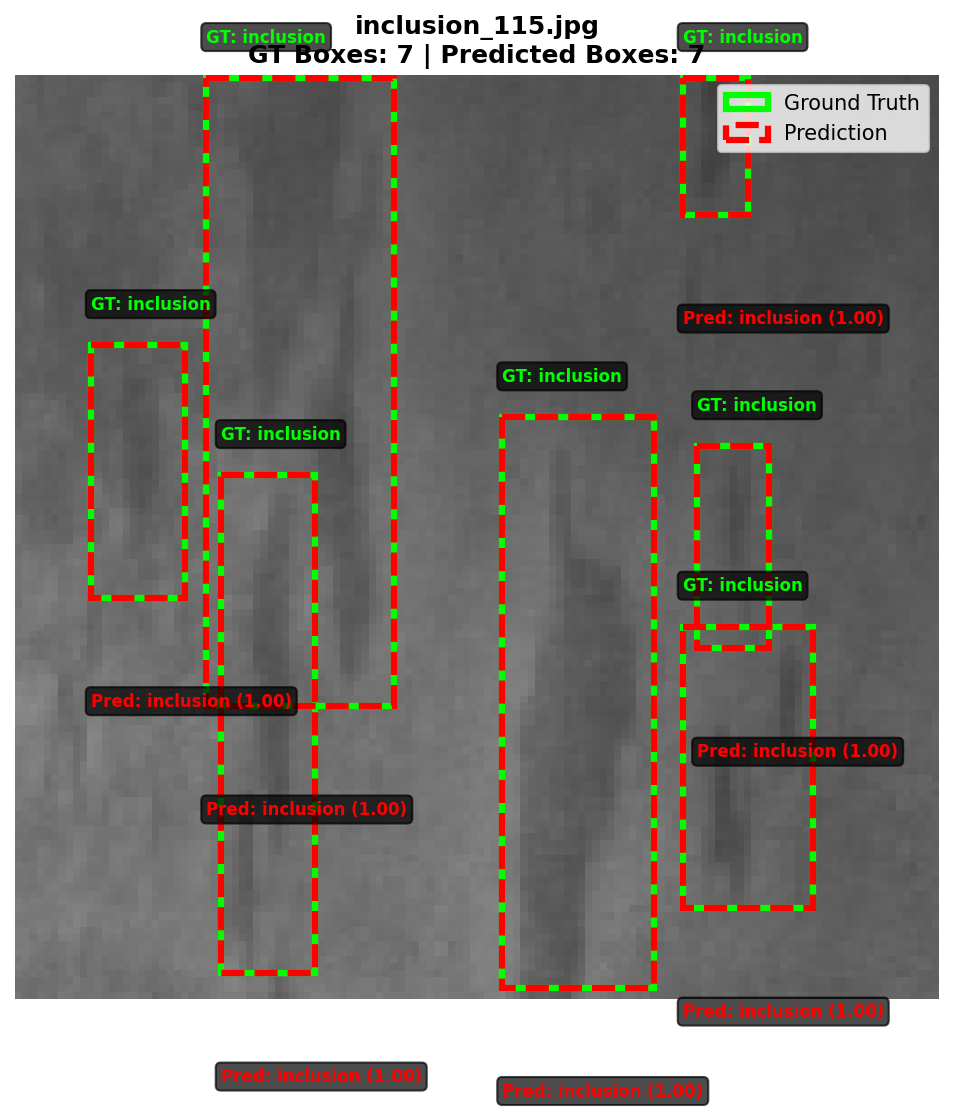 inclusion_115.jpg
GT Boxes: 7 | Predicted Boxes: 7
GT: inclusion
GT: inclusion
Ground Truth
Prediction
GT: inclusion
Pred: inclusion (1.00)
GT: inclusion
GT: inclusion
GT: inclusion
GT: inclusion
Pred: inclusion (1.00)
Pred: inclusion (1.00)
Pred: inclusion (1.00)
Pred: inclusion (1.00)
Pred: inclusion (1.00)
Pred: inclusion (1.00)